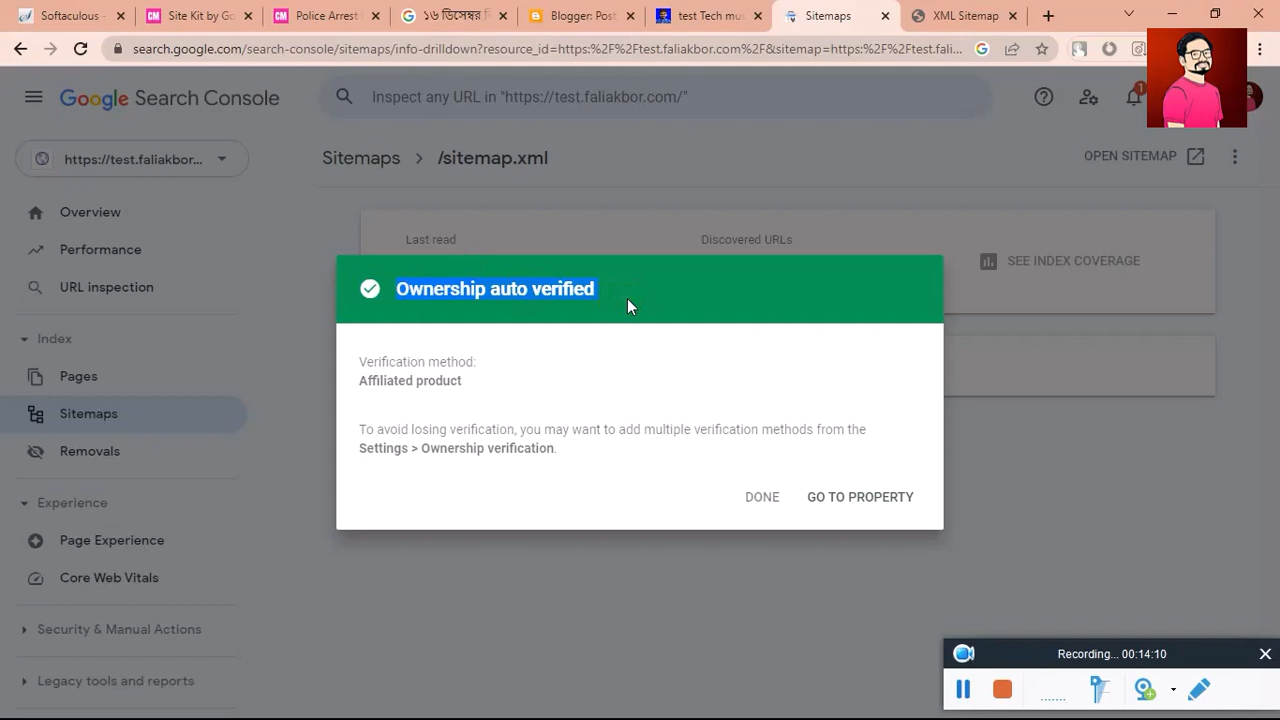 Softaculous -
Site Kit by Go
Police Arrest
১৬ ডিসেম্বর
Blogger: Post
test Tech mus
Sitemaps
XML Sitemap
search.google.com/search-console/sitemaps/info-drilldown?resource_id=https:%2F%2Ftest.faliakbor.com%2F&sitemap=https:%2F%2Ftest.fali...
Google Search Console
Inspect any URL in "https://test.faliakbor.com/"
1
https://test.faliakbor...
Sitemaps > /sitemap.xml
OPEN SITEMAP
Overview
Performance
URL inspection
Index
Pages
Sitemaps
Removals
Experience
Page Experience
Core Web Vitals
Security & Manual Actions
Legacy tools and reports
Last read
Discovered URLs
SEE INDEX COVERAGE
Ownership auto verified
Verification method:
Affiliated product
To avoid losing verification, you may want to add multiple verification methods from the
Settings > Ownership verification.
DONE
GO TO PROPERTY
Recording... 00:14:10